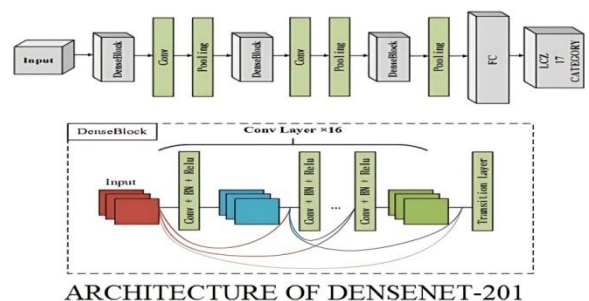 Input
DenseBlock
Conv
Pooling
DenseBlock
Conv
Pooling
DenseBlock
Pooling
FC
LCZ
17
CATEGORY
DenseBlock
Conv Layer ×16
Input
Conv + BN + Relu
Conv + BN + Relu
...
Conv + BN + Relu
Transition Layer
ARCHITECTURE OF DENSENET-201